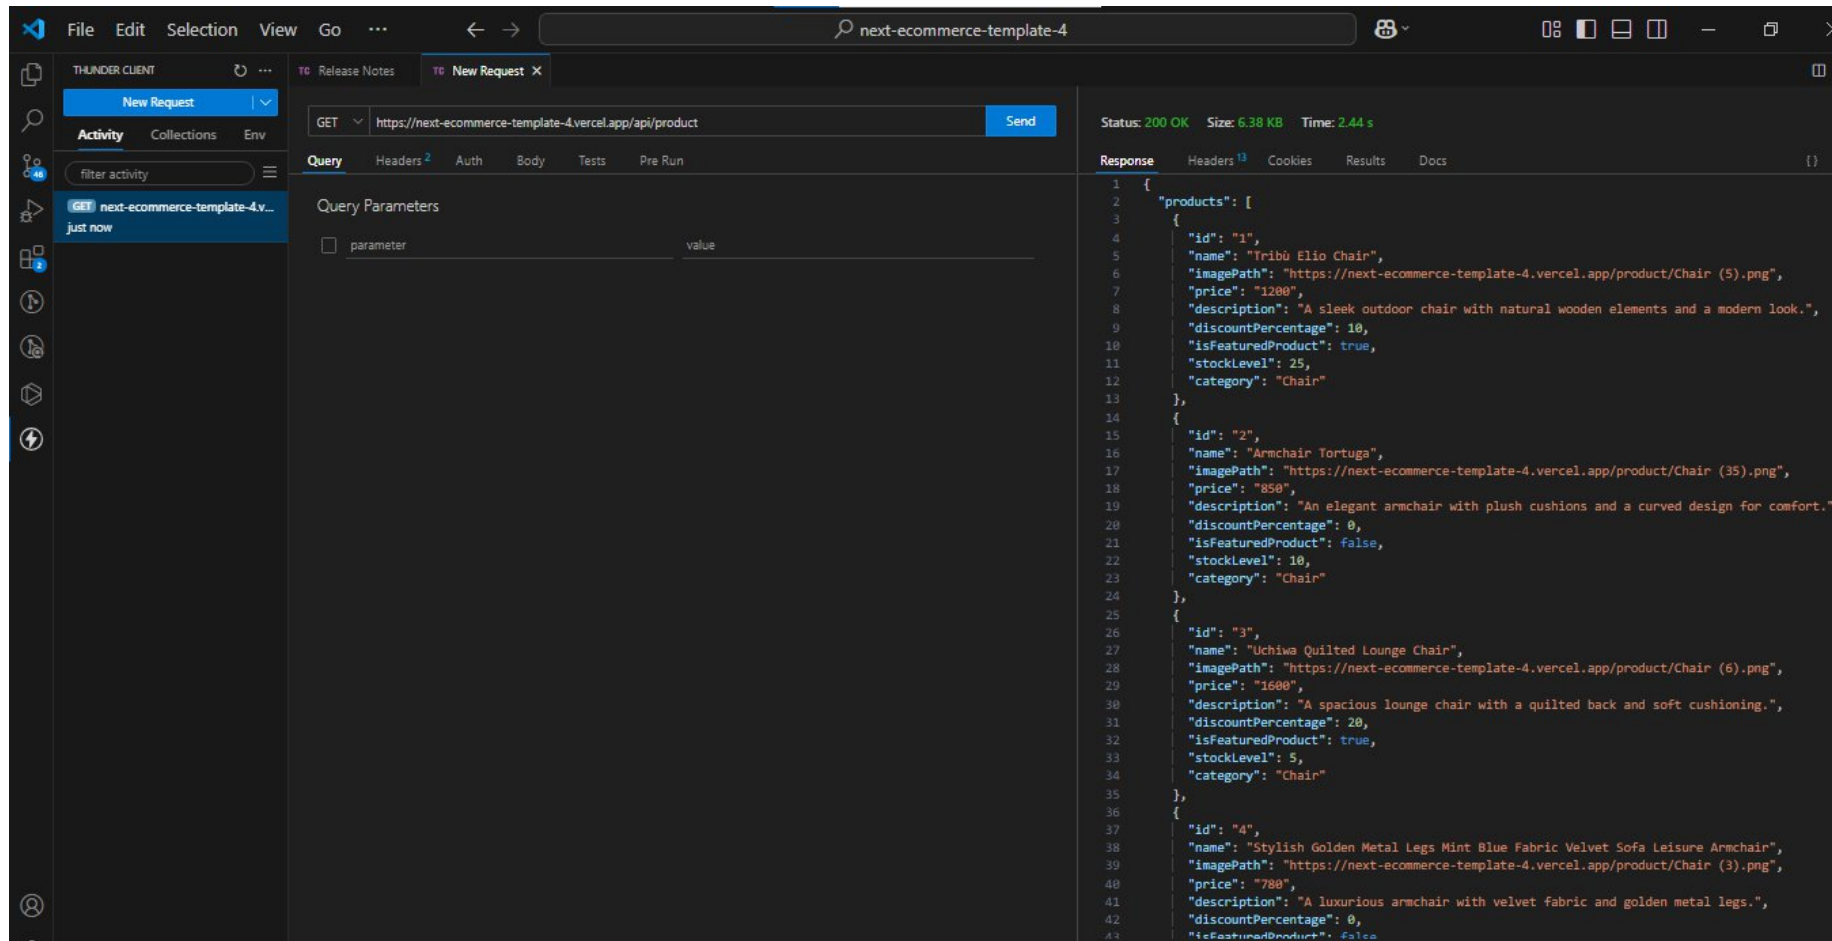 File Edit Selection View Go ··· ← → next-ecommerce-template-4
THUNDER CLIENT ···
New Request
Activity Collections Env
filter activity
GET next-ecommerce-template-4.v...
just now
46
2
TC Release Notes TC New Request ×
GET https://next-ecommerce-template-4.vercel.app/api/product Send
Query Headers 2 Auth Body Tests Pre Run
Query Parameters
parameter value
Status: 200 OK Size: 6.38 KB Time: 2.44 s
Response Headers 13 Cookies Results Docs { }
1 {
2 "products": [
3 {
4 "id": "1",
5 "name": "Tribù Elio Chair",
6 "imagePath": "https://next-ecommerce-template-4.vercel.app/product/Chair (5).png",
7 "price": "1200",
8 "description": "A sleek outdoor chair with natural wooden elements and a modern look.",
9 "discountPercentage": 10,
10 "isFeaturedProduct": true,
11 "stockLevel": 25,
12 "category": "Chair"
13 },
14 {
15 "id": "2",
16 "name": "Armchair Tortuga",
17 "imagePath": "https://next-ecommerce-template-4.vercel.app/product/Chair (35).png",
18 "price": "850",
19 "description": "An elegant armchair with plush cushions and a curved design for comfort."
20 "discountPercentage": 0,
21 "isFeaturedProduct": false,
22 "stockLevel": 10,
23 "category": "Chair"
24 },
25 {
26 "id": "3",
27 "name": "Uchiwa Quilted Lounge Chair",
28 "imagePath": "https://next-ecommerce-template-4.vercel.app/product/Chair (6).png",
29 "price": "1600",
30 "description": "A spacious lounge chair with a quilted back and soft cushioning.",
31 "discountPercentage": 20,
32 "isFeaturedProduct": true,
33 "stockLevel": 5,
34 "category": "Chair"
35 },
36 {
37 "id": "4",
38 "name": "Stylish Golden Metal Legs Mint Blue Fabric Velvet Sofa Leisure Armchair",
39 "imagePath": "https://next-ecommerce-template-4.vercel.app/product/Chair (3).png",
40 "price": "780",
41 "description": "A luxurious armchair with velvet fabric and golden metal legs.",
42 "discountPercentage": 0,
43 "isFeaturedProduct": false